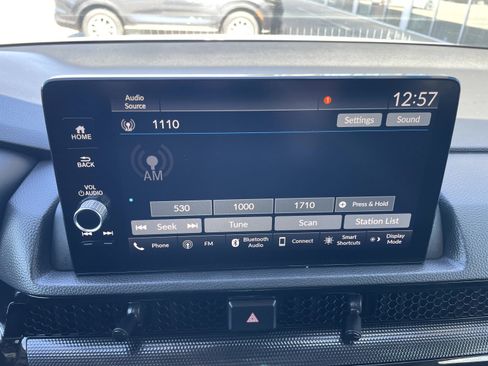 Audio
Source
12:57
HOME
1110
Settings
Sound
BACK
VOL
AUDIO
AM
530
1000
1710
Press & Hold
Seek
Tune
Scan
Station List
Phone
FM
Bluetooth
Audio
Connect
Smart
Shortcuts
Display
Mode